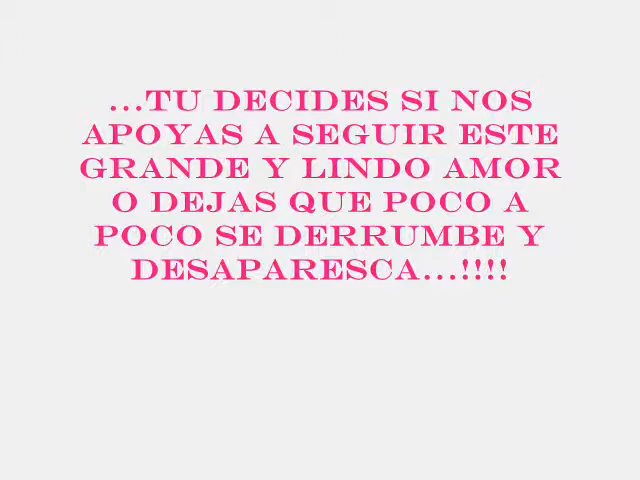 ...TU DECIDES SI NOS
APOYAS A SEGUIR ESTE
GRANDE Y LINDO AMOR
O DEJAS QUE POCO A
POCO SE DERRUMBE Y
DESAPARESCA...!!!!